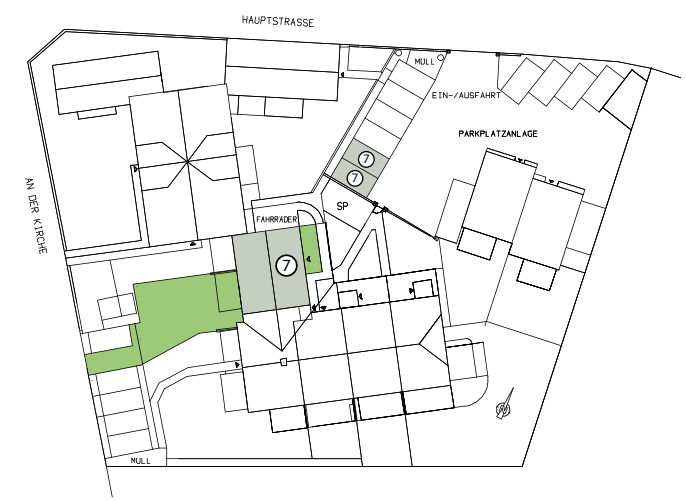 HAUPTSTRASSE
MÜLL
EIN-/AUSFAHRT
PARKPLATZANLAGE
7
7
AN DER KIRCHE
SP
FAHRRÄDER
7
MÜLL